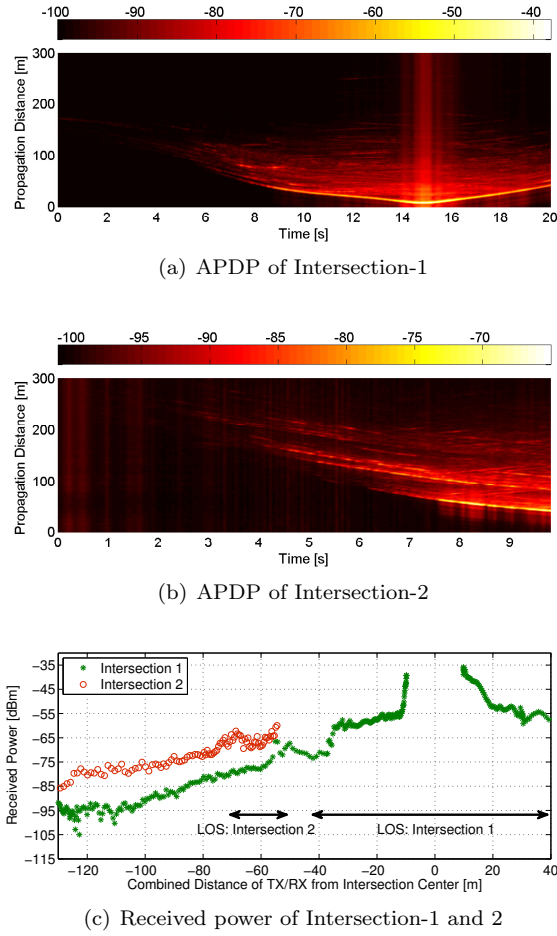 -100 -90 -80 -70 -60 -50 -40
Propagation Distance [m]
300
200
100
0
0 2 4 6 8 10 12 14 16 18 20
Time [s]
(a) APDP of Intersection-1
-100 -95 -90 -85 -80 -75 -70
Propagation Distance [m]
300
200
100
0
0 1 2 3 4 5 6 7 8 9
Time [s]
(b) APDP of Intersection-2
Received Power [dBm]
−35
−45
−55
−65
−75
−85
−95
−105
−115
Intersection 1
Intersection 2
LOS: Intersection 2
LOS: Intersection 1
−120 −100 −80 −60 −40 −20 0 20 40
Combined Distance of TX/RX from Intersection Center [m]
(c) Received power of Intersection-1 and 2